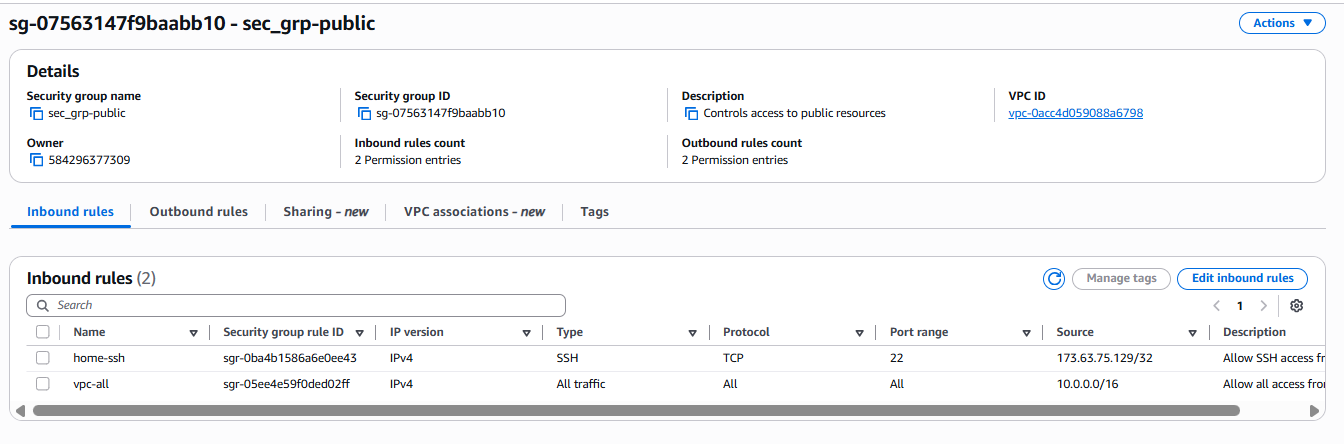 sg-07563147f9baabb10 - sec_grp-public
Actions
Details
Security group name
sec_grp-public
Security group ID
sg-07563147f9baabb10
Description
Controls access to public resources
VPC ID
vpc-0acc4d059088a6798
Owner
584296377309
Inbound rules count
2 Permission entries
Outbound rules count
2 Permission entries
Inbound rules Outbound rules Sharing - new VPC associations - new Tags
Inbound rules (2)
Manage tags Edit inbound rules
Search
1
Name Security group rule ID IP version Type Protocol Port range Source Description
home-ssh sgr-0ba4b1586a6e0ee43 IPv4 SSH TCP 22 173.63.75.129/32 Allow SSH access fr
vpc-all sgr-05ee4e59f0ded02ff IPv4 All traffic All All 10.0.0.0/16 Allow all access fro